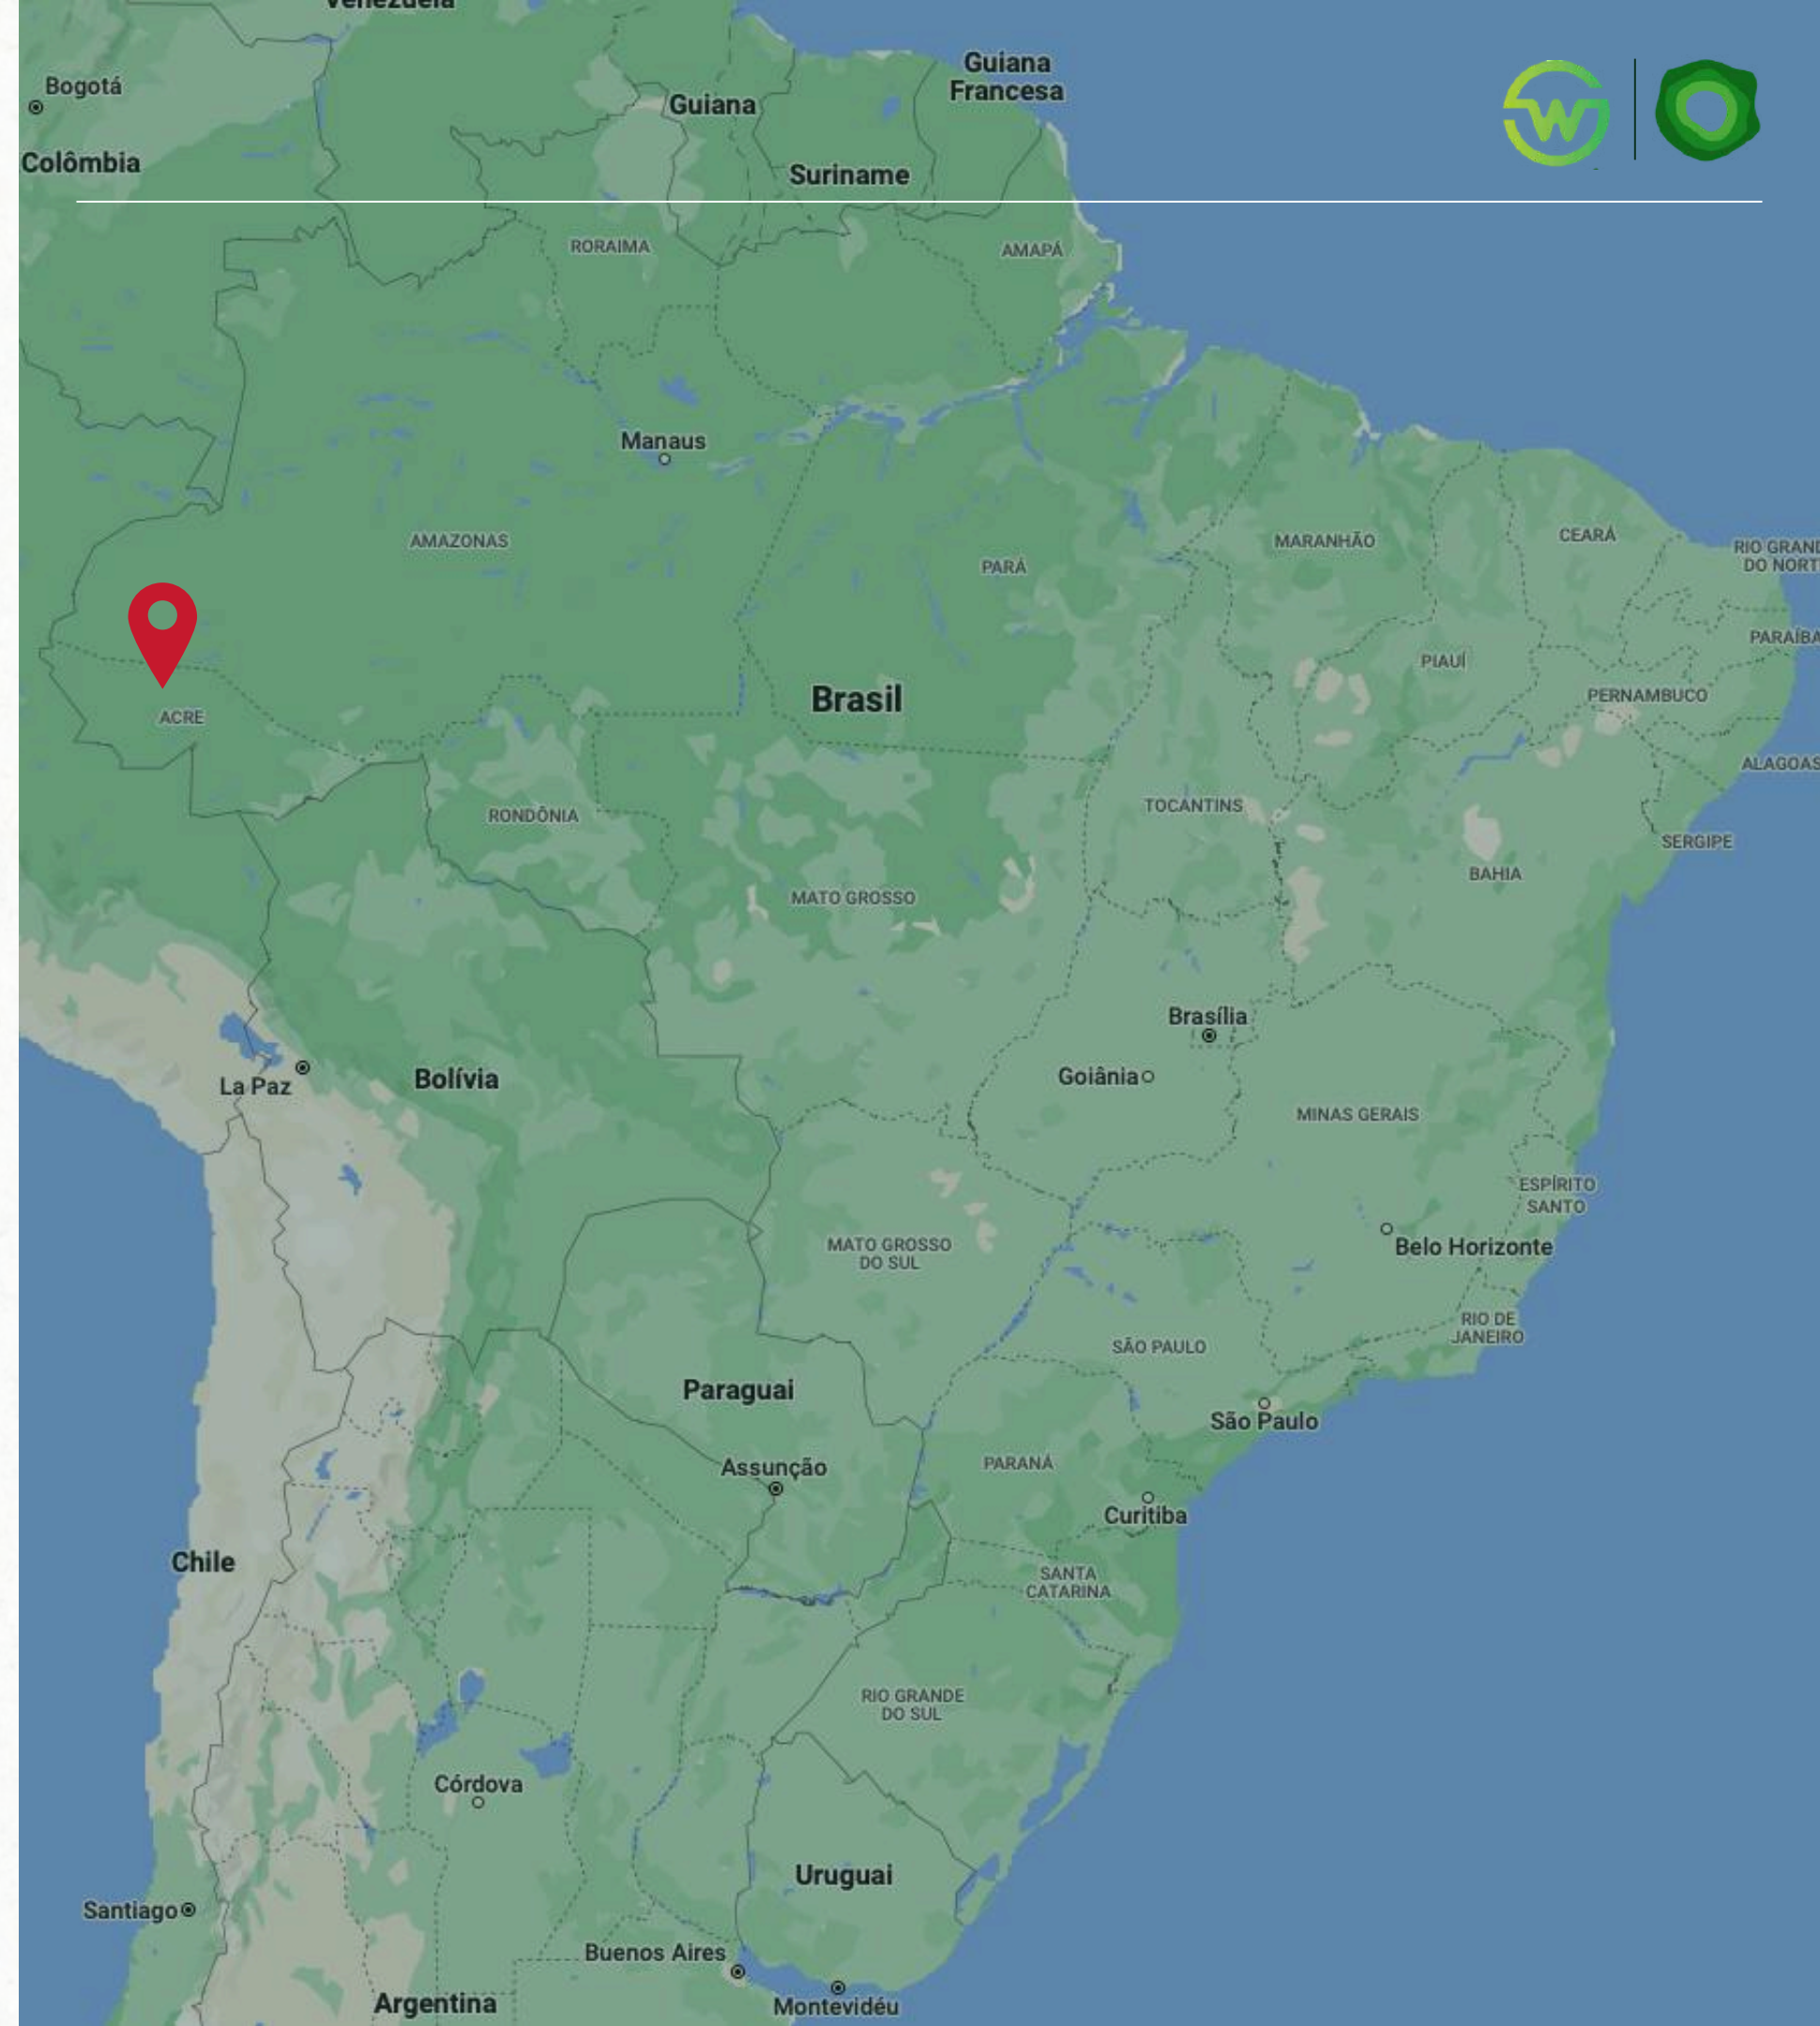 Venezuela
Bogotá
Guiana
Francesa
Guiana
Colômbia
Suriname
W
RORAIMA
AMAPÁ
Manaus
AMAZONAS
PARÁ
MARANHÃO
CEARÁ
RIO GRAND
DO NORT
PARAÍBA
PIAUÍ
PERNAMBUCO
Brasil
ACRE
ALAGOAS
TOCANTINS
RONDÔNIA
SERGIPE
BAHIA
MATO GROSSO
Brasília
Goiânia
La Paz
Bolívia
MINAS GERAIS
ESPÍRITO
SANTO
Belo Horizonte
MATO GROSSO
DO SUL
RIO DE
JANEIRO
SÃO PAULO
Paraguai
São Paulo
Assunção
PARANÁ
Curitiba
Chile
SANTA
CATARINA
RIO GRANDE
DO SUL
Córdova
Uruguai
Santiago
Buenos Aires
Argentina
Montevidéu